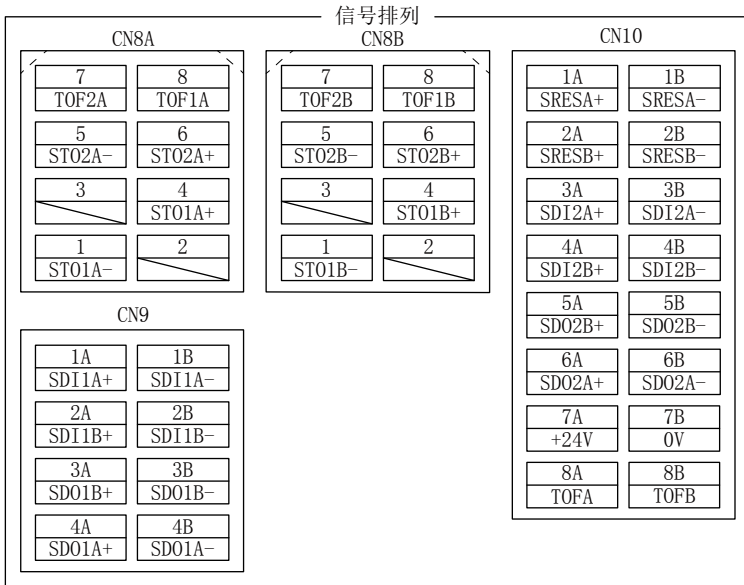 信号排列
CN8A
7 8
TOF2A TOF1A
5 6
STO2A- STO2A+
3 4
STO1A+
1 2
STO1A-
CN8B
7 8
TOF2B TOF1B
5 6
STO2B- STO2B+
3 4
STO1B+
1 2
STO1B-
CN10
1A 1B
SRESA+ SRESA-
2A 2B
SRESB+ SRESB-
3A 3B
SDI2A+ SDI2A-
4A 4B
SDI2B+ SDI2B-
5A 5B
SDO2B+ SDO2B-
6A 6B
SDO2A+ SDO2A-
7A 7B
+24V 0V
8A 8B
TOFA TOFB
CN9
1A 1B
SDI1A+ SDI1A-
2A 2B
SDI1B+ SDI1B-
3A 3B
SDO1B+ SDO1B-
4A 4B
SDO1A+ SDO1A-